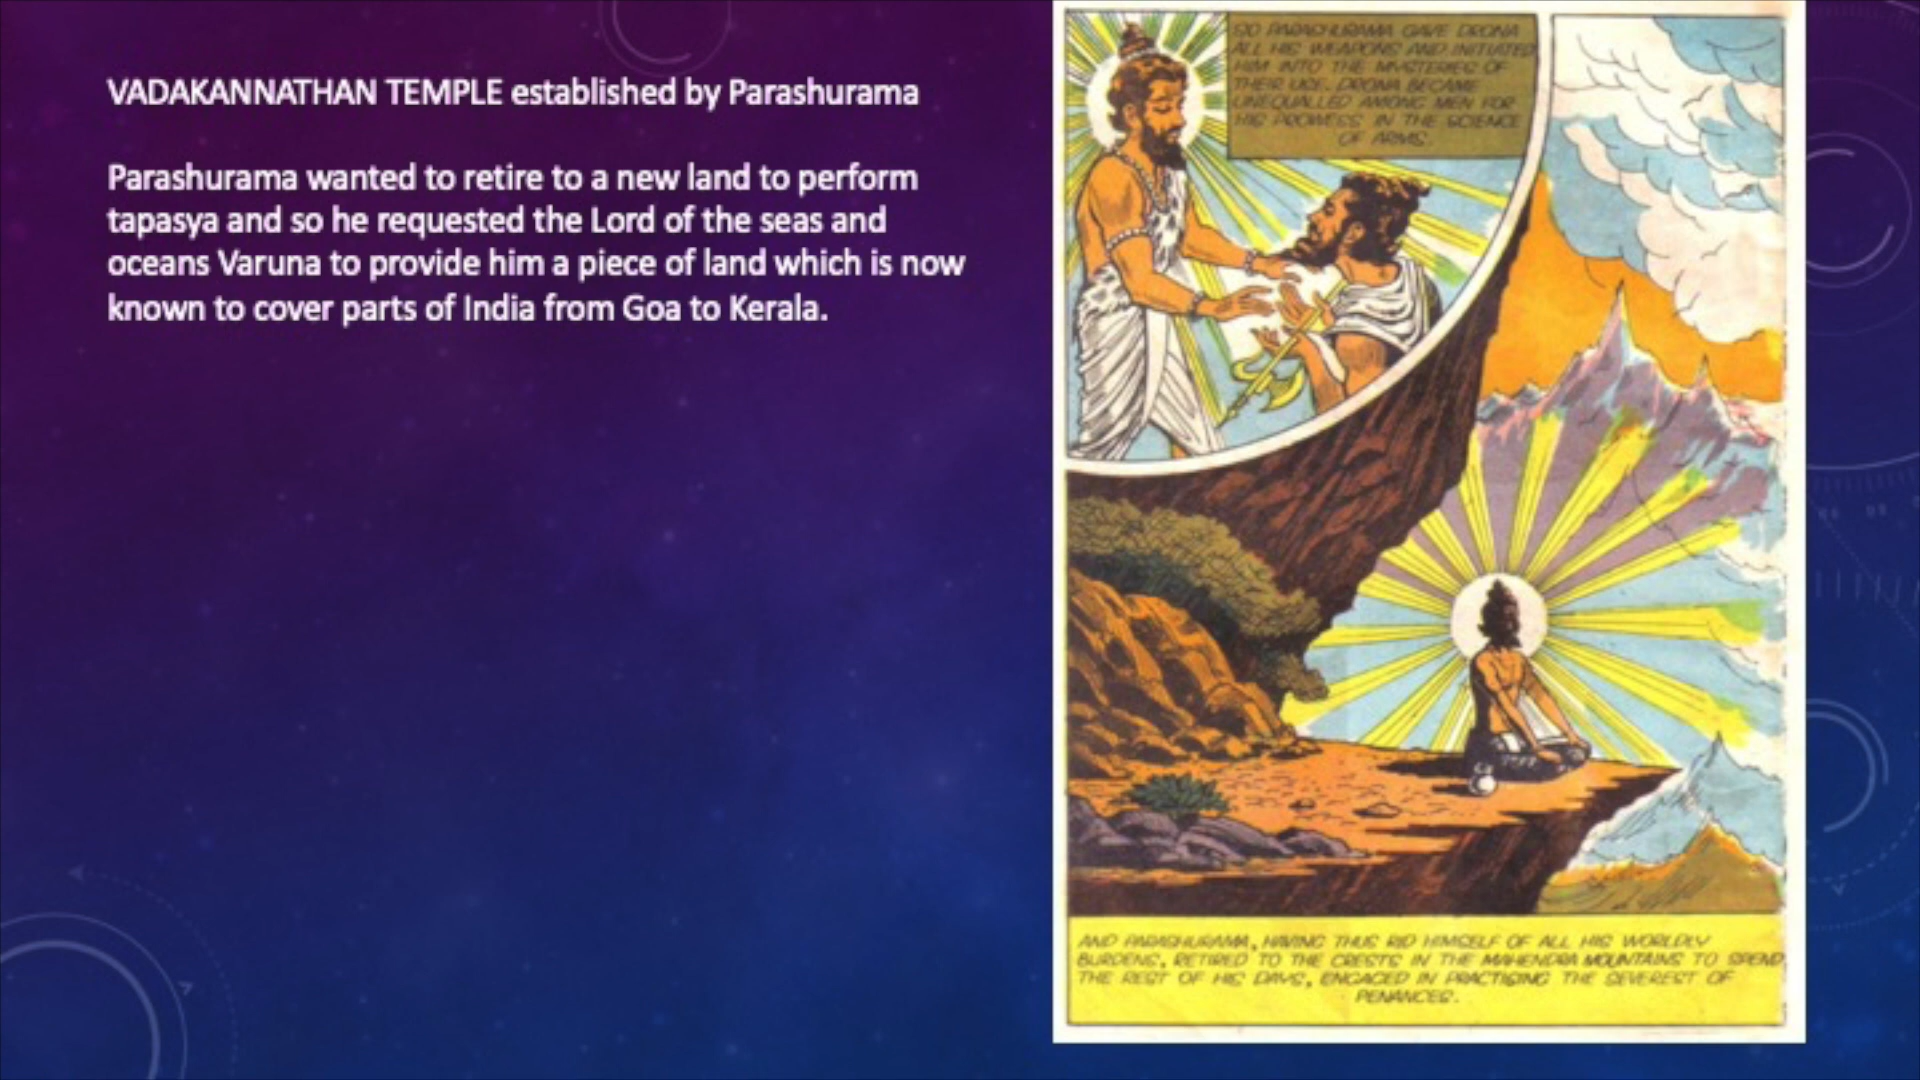 VADAKANNATHAN TEMPLE established by Parashurama
Parashurama wanted to retire to a new land to perform
tapasya and so he requested the Lord of the seas and
oceans Varuna to provide him a piece of land which is now
known to cover parts of India from Goa to Kerala.
SO PARASHURAMA GAVE DRONA
ALL HIS WEAPONS AND INITIATED
HIM INTO THE MYSTERIES OF
THEIR USE. DRONA BECAME
UNEQUALLED AMONG MEN FOR
HIS PROWESS IN THE SCIENCE
OF ARMS.
AND PARASHURAMA, HAVING THUS RID HIMSELF OF ALL HIS WORLDLY
BURDENS, RETIRED TO THE CRESTS IN THE MAHENDRA MOUNTAINS TO SPEND
THE REST OF HIS DAYS, ENGAGED IN PRACTISING THE SEVEREST OF
PENANCES.